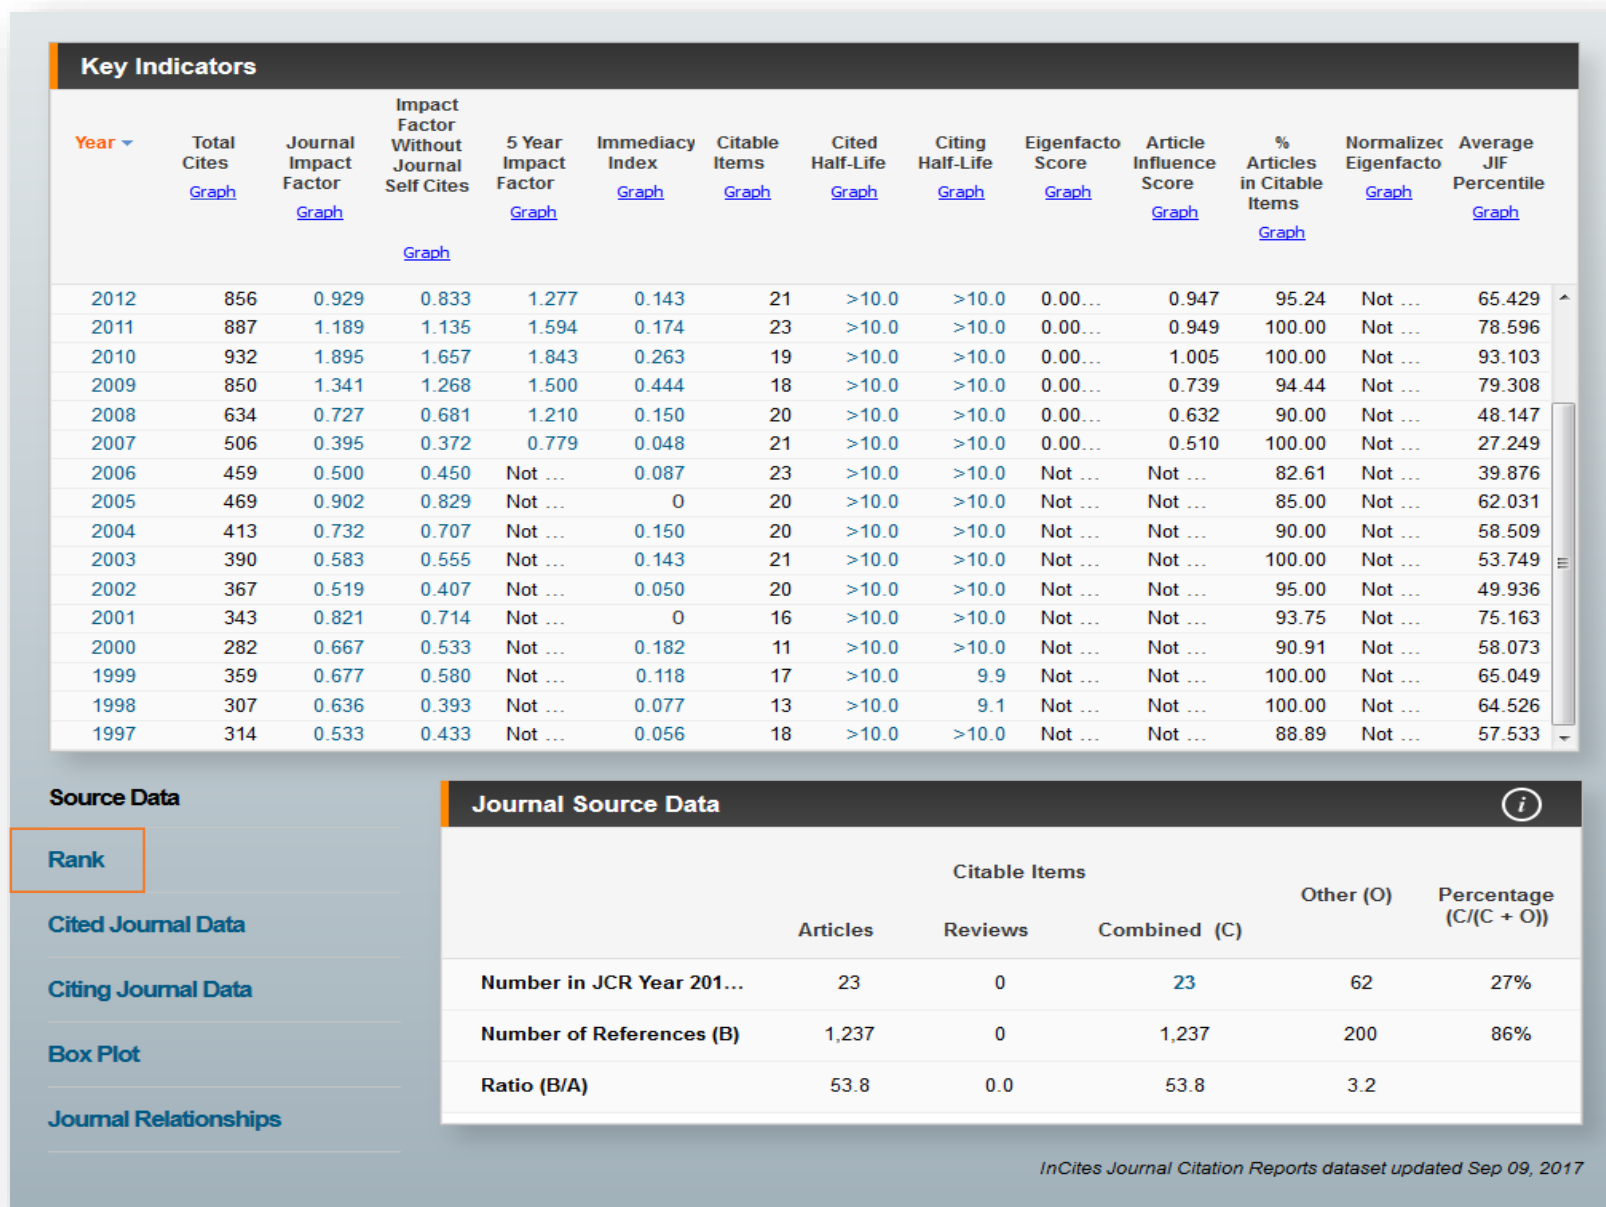 Key Indicators
Year
Total Cites Graph
Journal Impact Factor Graph
Impact Factor Without Journal Self Cites Graph
5 Year Impact Factor Graph
Immediacy Index Graph
Citable Items Graph
Cited Half-Life Graph
Citing Half-Life Graph
Eigenfacto Score Graph
Article Influence Score Graph
% Articles in Citable Items Graph
Normalized Eigenfacto Graph
Average JIF Percentile Graph
2012 856 0.929 0.833 1.277 0.143 21 >10.0 >10.0 0.00... 0.947 95.24 Not ... 65.429
2011 887 1.189 1.135 1.594 0.174 23 >10.0 >10.0 0.00... 0.949 100.00 Not ... 78.596
2010 932 1.895 1.657 1.843 0.263 19 >10.0 >10.0 0.00... 1.005 100.00 Not ... 93.103
2009 850 1.341 1.268 1.500 0.444 18 >10.0 >10.0 0.00... 0.739 94.44 Not ... 79.308
2008 634 0.727 0.681 1.210 0.150 20 >10.0 >10.0 0.00... 0.632 90.00 Not ... 48.147
2007 506 0.395 0.372 0.779 0.048 21 >10.0 >10.0 0.00... 0.510 100.00 Not ... 27.249
2006 459 0.500 0.450 Not ... 0.087 23 >10.0 >10.0 Not ... Not ... 82.61 Not ... 39.876
2005 469 0.902 0.829 Not ... 0 20 >10.0 >10.0 Not ... Not ... 85.00 Not ... 62.031
2004 413 0.732 0.707 Not ... 0.150 20 >10.0 >10.0 Not ... Not ... 90.00 Not ... 58.509
2003 390 0.583 0.555 Not ... 0.143 21 >10.0 >10.0 Not ... Not ... 100.00 Not ... 53.749
2002 367 0.519 0.407 Not ... 0.050 20 >10.0 >10.0 Not ... Not ... 95.00 Not ... 49.936
2001 343 0.821 0.714 Not ... 0 16 >10.0 >10.0 Not ... Not ... 93.75 Not ... 75.163
2000 282 0.667 0.533 Not ... 0.182 11 >10.0 >10.0 Not ... Not ... 90.91 Not ... 58.073
1999 359 0.677 0.580 Not ... 0.118 17 >10.0 9.9 Not ... Not ... 100.00 Not ... 65.049
1998 307 0.636 0.393 Not ... 0.077 13 >10.0 9.1 Not ... Not ... 100.00 Not ... 64.526
1997 314 0.533 0.433 Not ... 0.056 18 >10.0 >10.0 Not ... Not ... 88.89 Not ... 57.533
Source Data
Rank
Cited Journal Data
Citing Journal Data
Box Plot
Journal Relationships
Journal Source Data i
Citable Items
Other (O) Percentage (C/(C + O))
Articles Reviews Combined (C)
Number in JCR Year 201... 23 0 23 62 27%
Number of References (B) 1,237 0 1,237 200 86%
Ratio (B/A) 53.8 0.0 53.8 3.2
InCites Journal Citation Reports dataset updated Sep 09, 2017